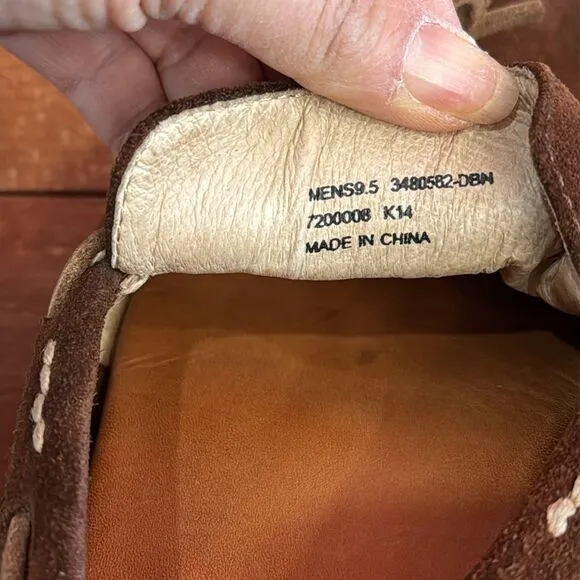 MENS9.5 3480582-DBN
7200008 K14
MADE IN CHINA